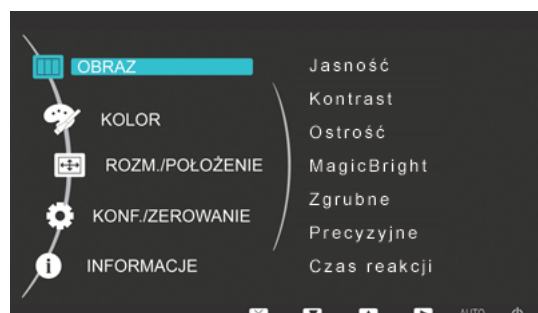 OBRAZ
KOLOR
ROZM./POŁOŻENIE
KONF./ZEROWANIE
INFORMACJE
Jasność
Kontrast
Ostrość
MagicBright
Zgrubne
Precyzyjne
Czas reakcji
AUTO